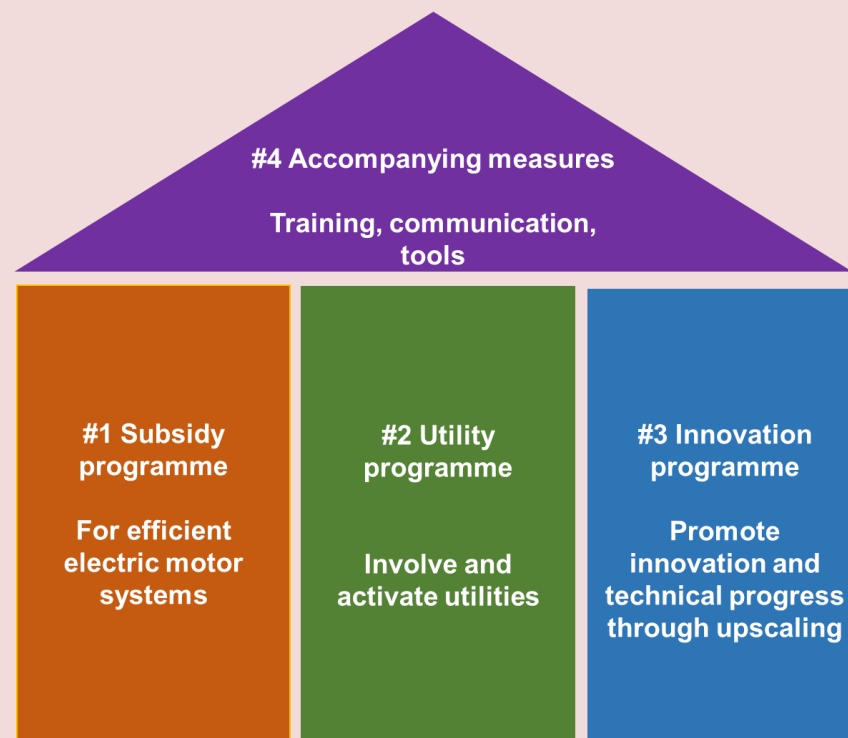 #4 Accompanying measures
Training, communication,
tools
#1 Subsidy
programme
For efficient
electric motor
systems
#2 Utility
programme
Involve and
activate utilities
#3 Innovation
programme
Promote
innovation and
technical progress
through upscaling